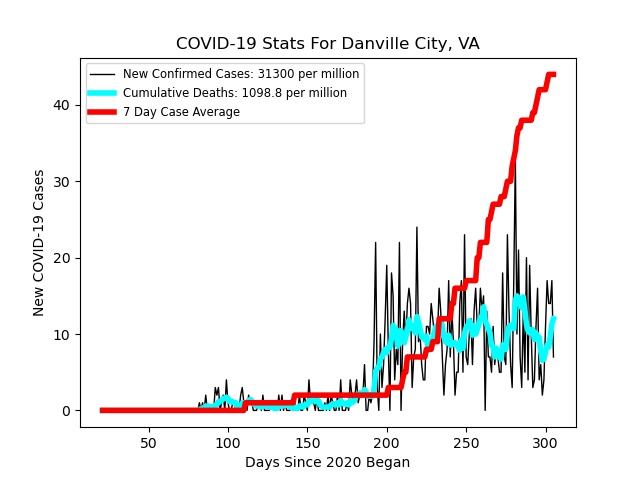 COVID-19 Stats For Danville City, VA
New Confirmed Cases: 31300 per million
Cumulative Deaths: 1098.8 per million
7 Day Case Average
New COVID-19 Cases
40
30
20
10
0
50 100 150 200 250 300
Days Since 2020 Began